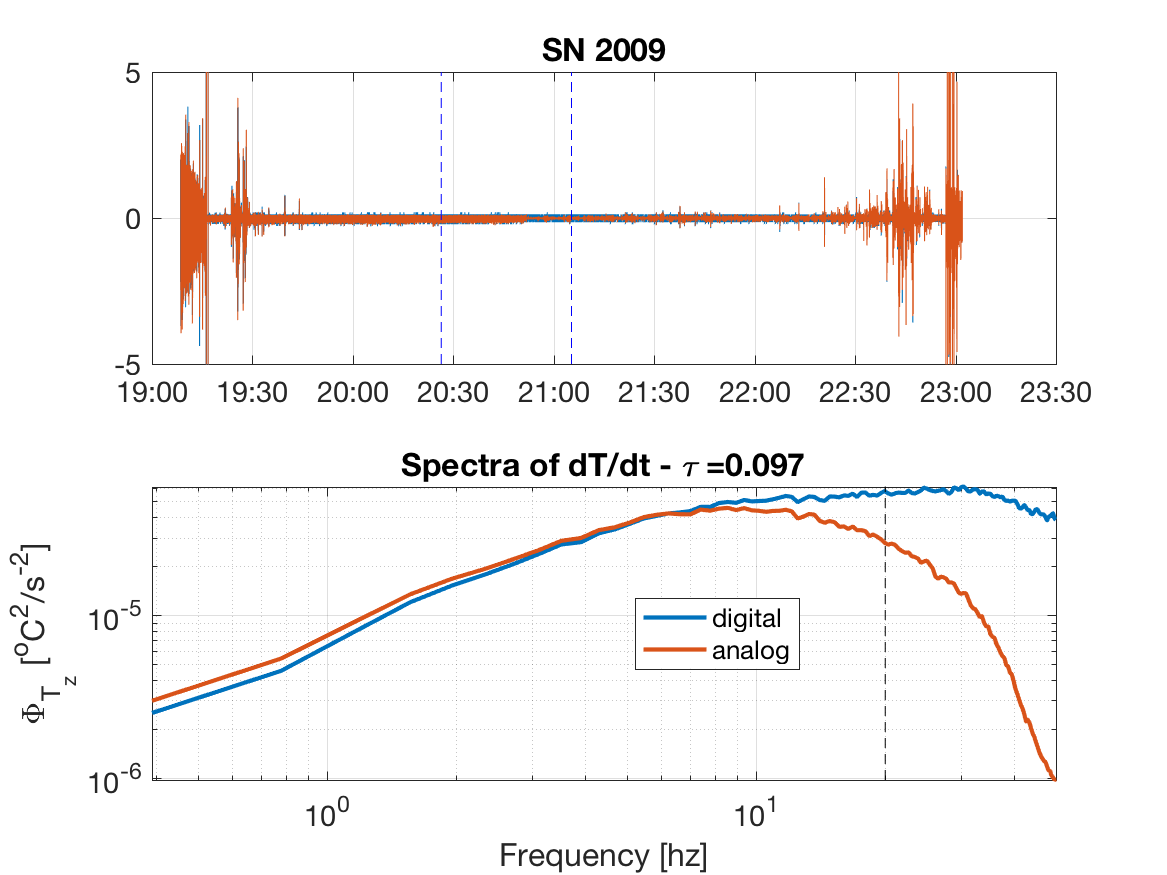 SN 2009
5
0
-5
19:00 19:30 20:00 20:30 21:00 21:30 22:00 22:30 23:00 23:30
Spectra of dT/dt - τ =0.097
Φ_T_z [°C²/s⁻²]
10⁻⁵
10⁻⁶
digital
analog
10⁰ 10¹
Frequency [hz]